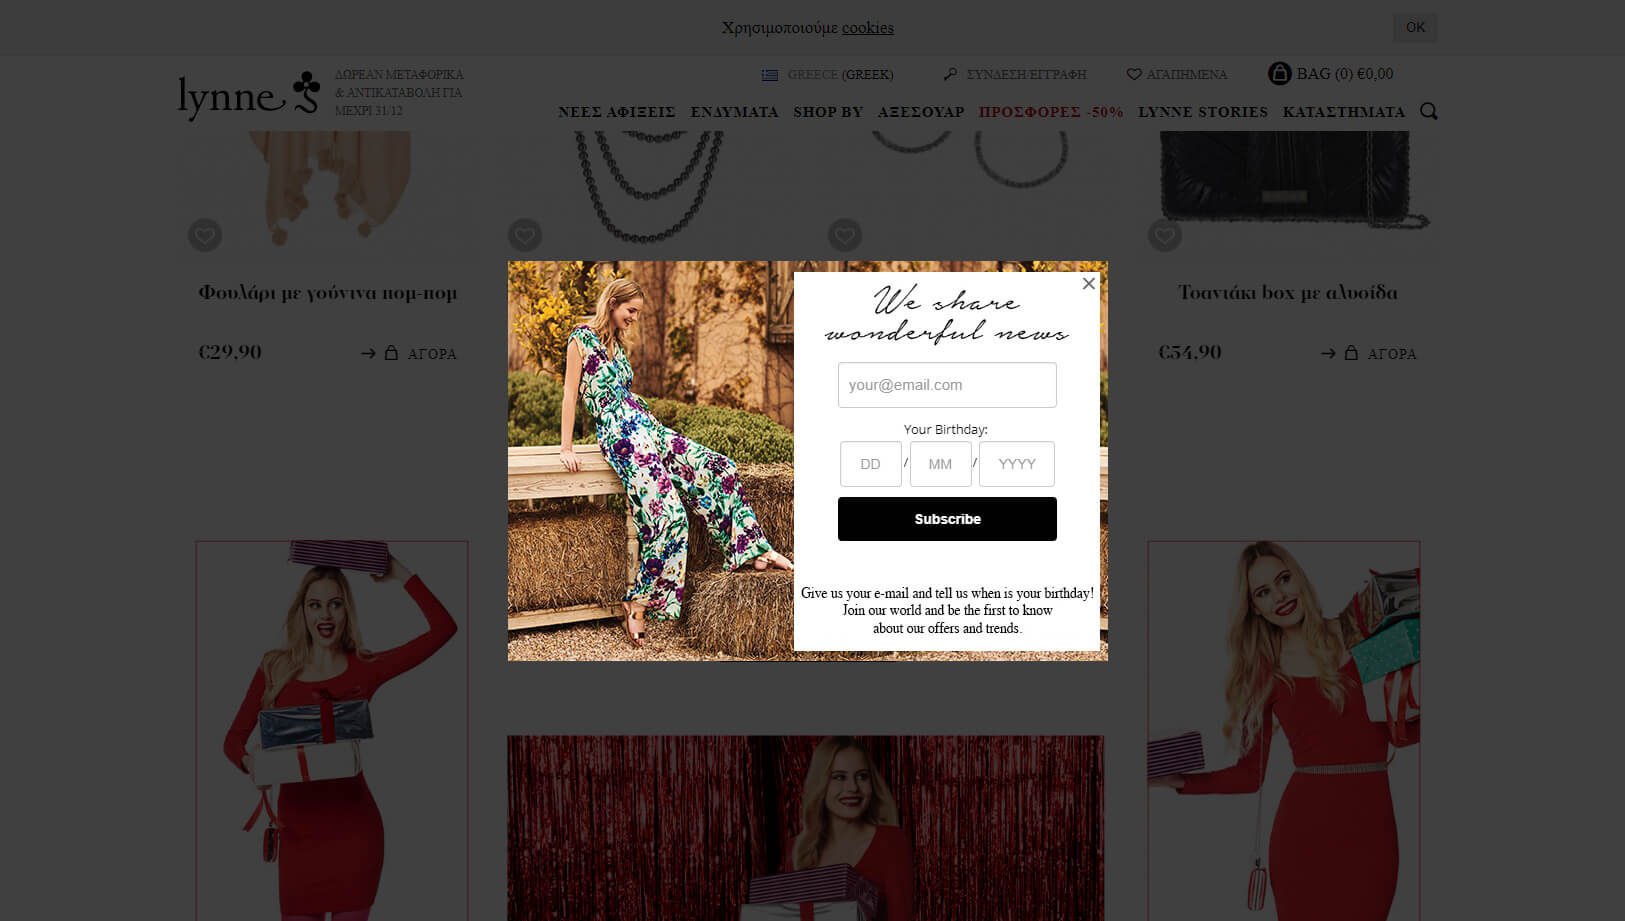 Χρησιμοποιούμε cookies
OK
lynne
ΔΩΡΕΑΝ ΜΕΤΑΦΟΡΙΚΑ
& ΑΝΤΙΚΑΤΑΒΟΛΗ ΓΙΑ
ΜΕΧΡΙ 31/12
GREECE (GREEK)
ΣΥΝΔΕΣΗ/ΕΓΓΡΑΦΗ
ΑΓΑΠΗΜΕΝΑ
BAG (0) €0,00
ΝΕΕΣ ΑΦΙΞΕΙΣ ΕΝΔΥΜΑΤΑ SHOP BY ΑΞΕΣΟΥΑΡ ΠΡΟΣΦΟΡΕΣ -50% LYNNE STORIES ΚΑΤΑΣΤΗΜΑΤΑ
Φουλάρι με γούνινα πομ-πομ
€29,90
ΑΓΟΡΑ
Τσαντάκι box με αλυσίδα
€54,90
ΑΓΟΡΑ
We share
wonderful news
your@email.com
Your Birthday:
DD / MM / YYYY
Subscribe
Give us your e-mail and tell us when is your birthday!
Join our world and be the first to know
about our offers and trends.